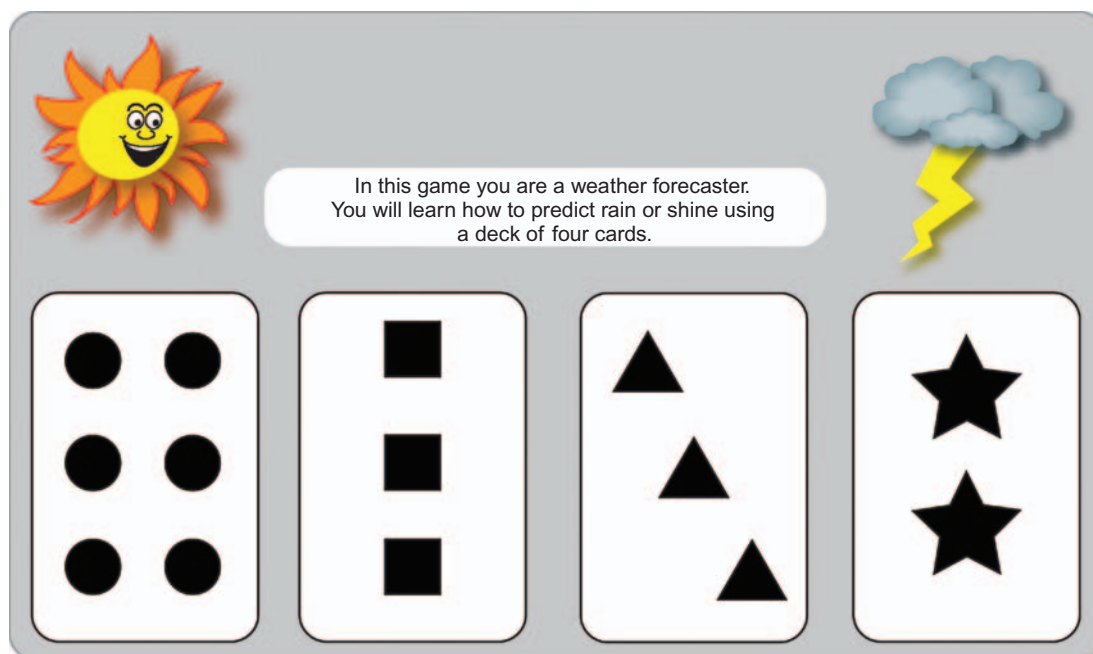 In this game you are a weather forecaster.
You will learn how to predict rain or shine using
a deck of four cards.